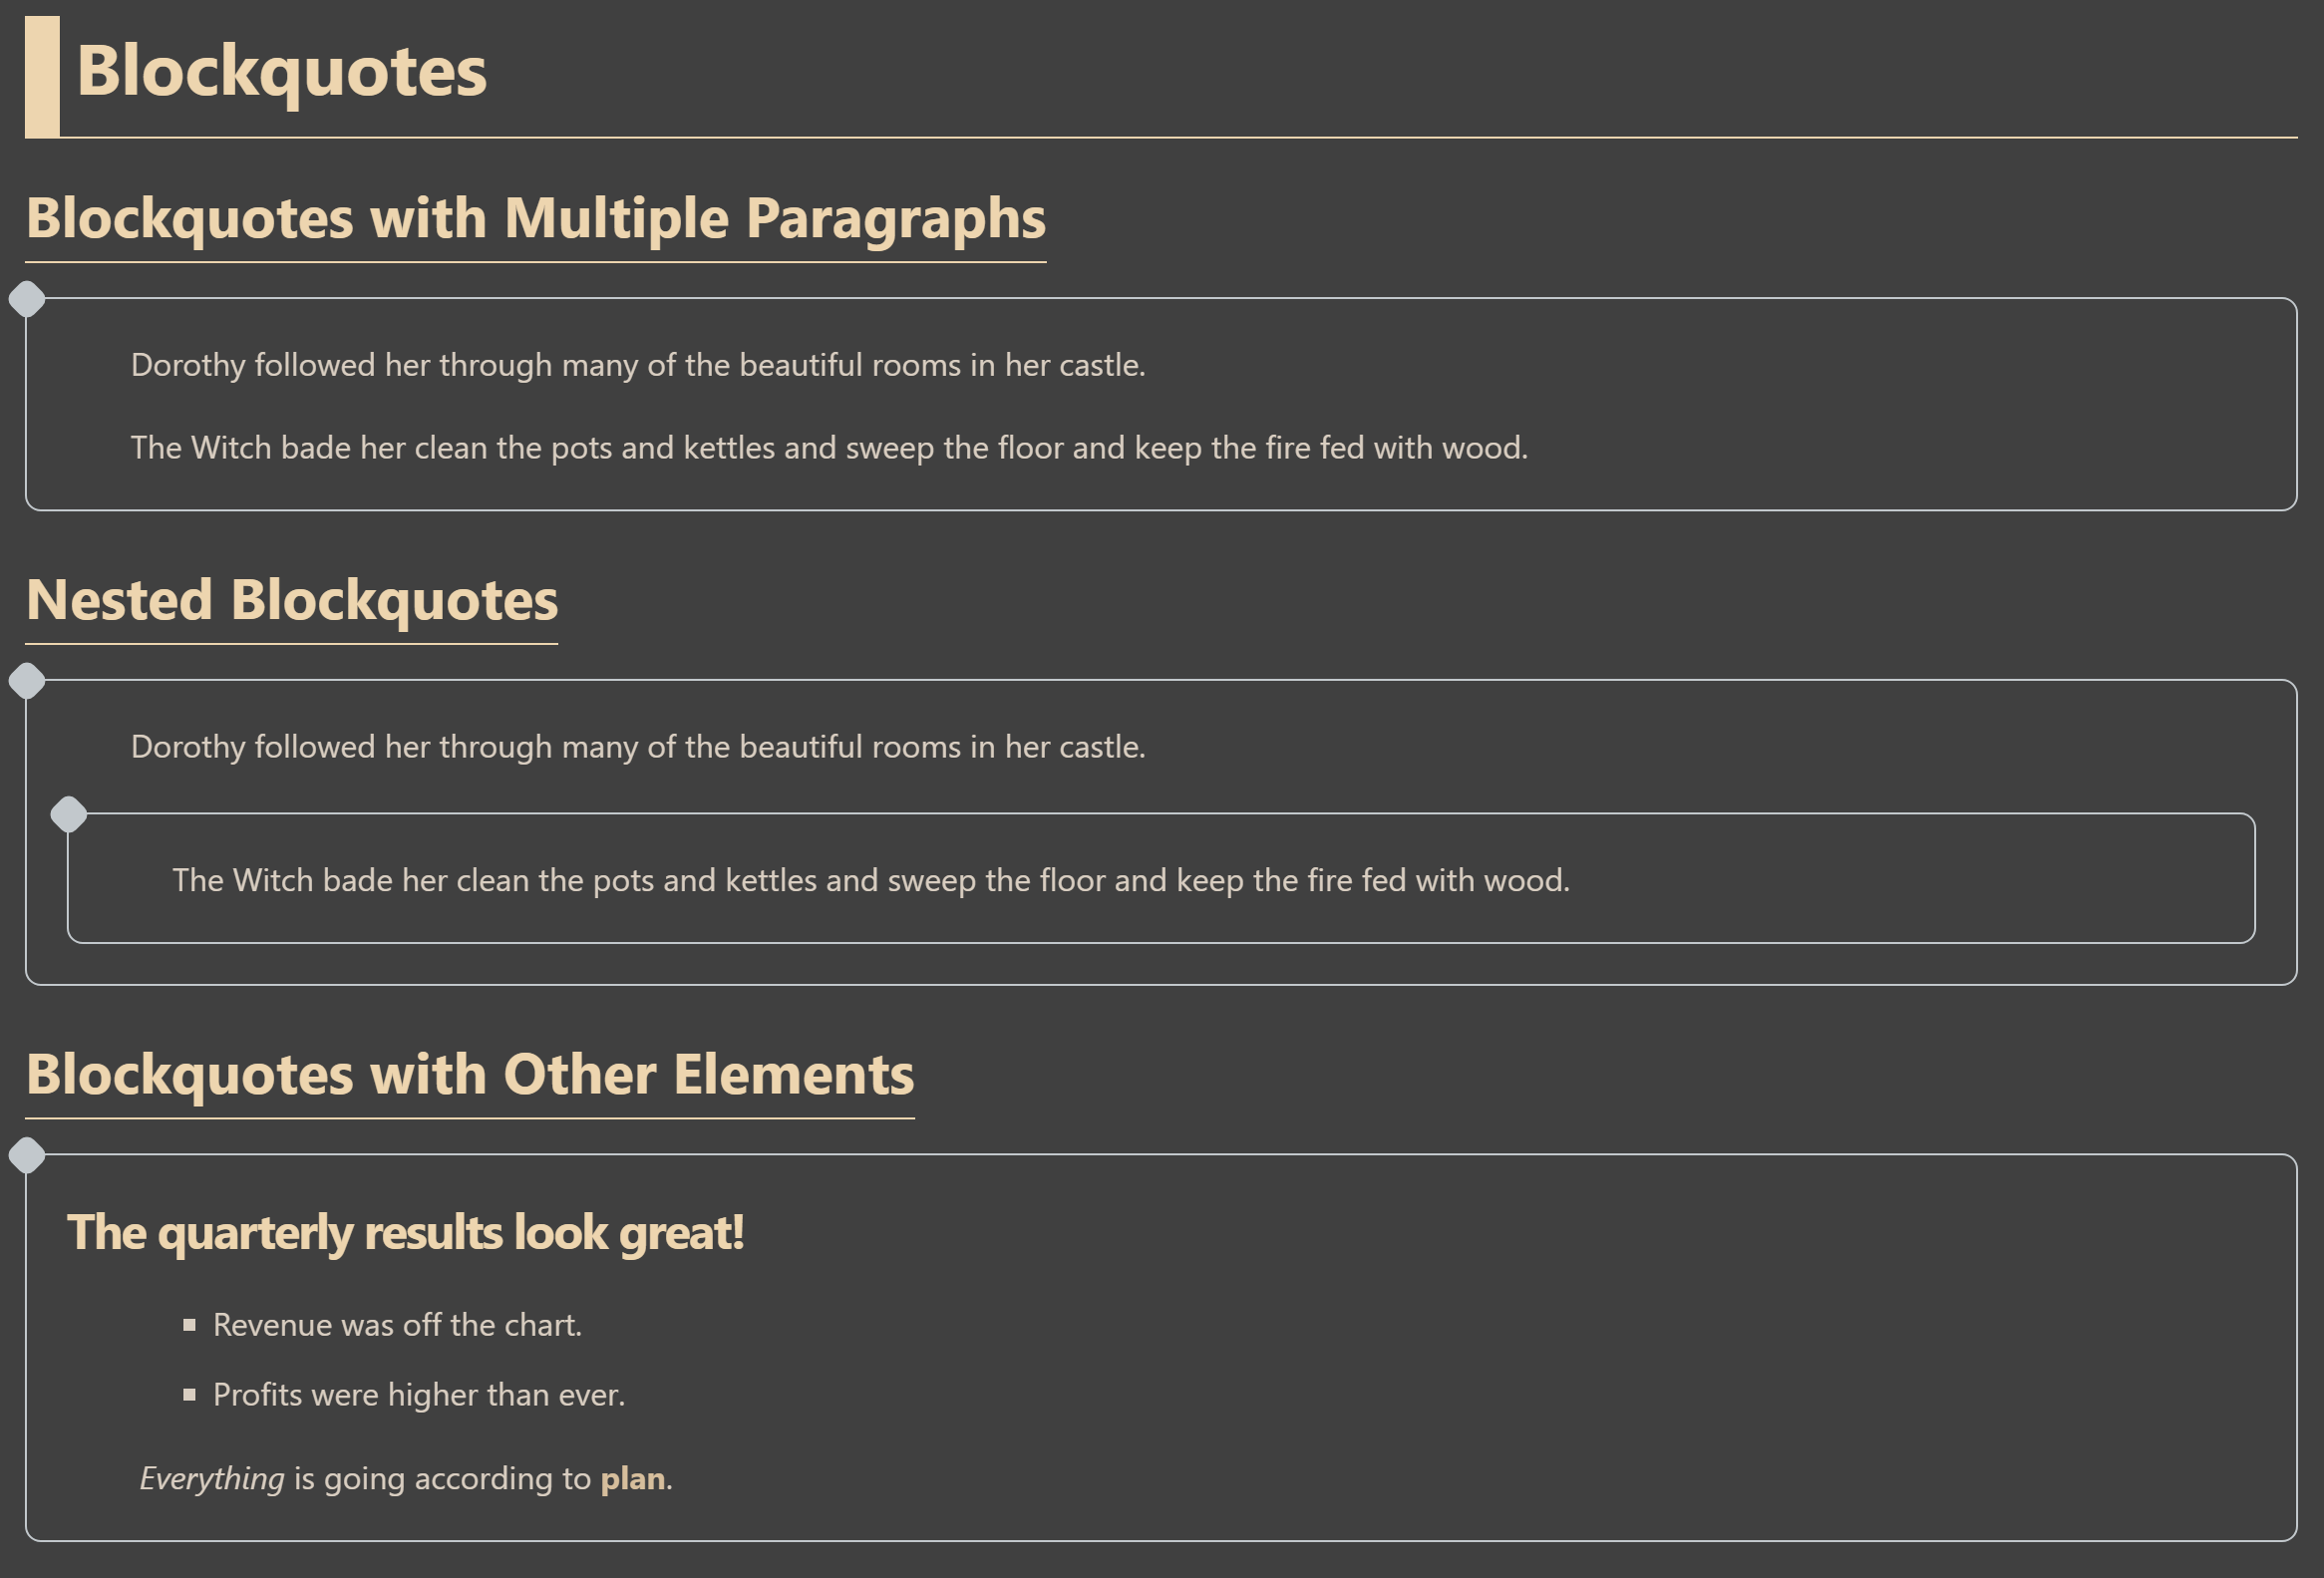 Blockquotes
Blockquotes with Multiple Paragraphs
Dorothy followed her through many of the beautiful rooms in her castle.
The Witch bade her clean the pots and kettles and sweep the floor and keep the fire fed with wood.
Nested Blockquotes
Dorothy followed her through many of the beautiful rooms in her castle.
The Witch bade her clean the pots and kettles and sweep the floor and keep the fire fed with wood.
Blockquotes with Other Elements
The quarterly results look great!
Revenue was off the chart.
Profits were higher than ever.
Everything is going according to plan.